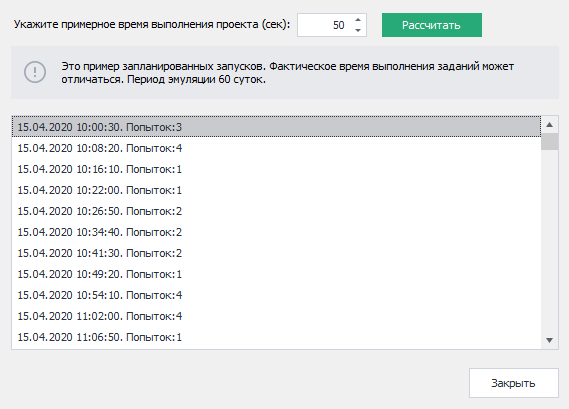 Укажите примерное время выполнения проекта (сек): 50 Рассчитать
Это пример запланированных запусков. Фактическое время выполнения заданий может
отличаться. Период эмуляции 60 суток.
15.04.2020 10:00:30. Попыток:3
15.04.2020 10:08:20. Попыток:4
15.04.2020 10:16:10. Попыток:1
15.04.2020 10:22:00. Попыток:1
15.04.2020 10:26:50. Попыток:2
15.04.2020 10:34:40. Попыток:2
15.04.2020 10:41:30. Попыток:2
15.04.2020 10:49:20. Попыток:1
15.04.2020 10:54:10. Попыток:4
15.04.2020 11:02:00. Попыток:4
15.04.2020 11:06:50. Попыток:1
Закрыть